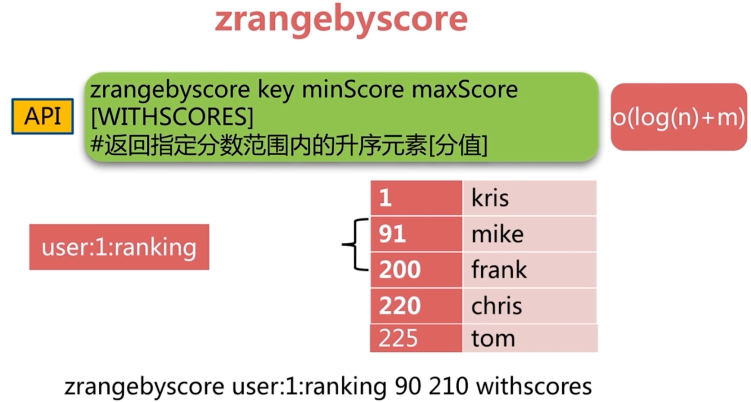 zrangebyscore
API
zrangebyscore key minScore maxScore
[WITHSCORES]
#返回指定分数范围内的升序元素[分值]
o(log(n)+m)
user:1:ranking
1 kris
91 mike
200 frank
220 chris
225 tom
zrangebyscore user:1:ranking 90 210 withscores